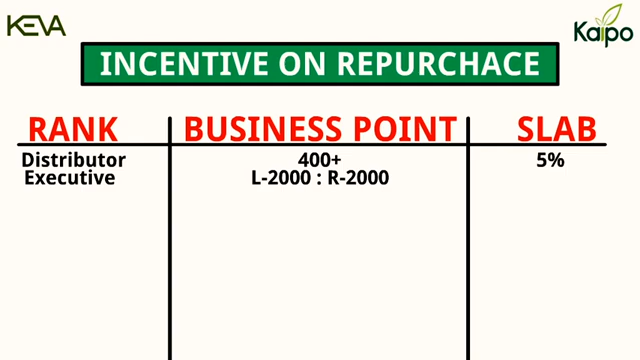 KEVA
Kaipo
INCENTIVE ON REPURCHACE
RANK BUSINESS POINT SLAB
Distributor 400+ 5%
Executive L-2000 : R-2000